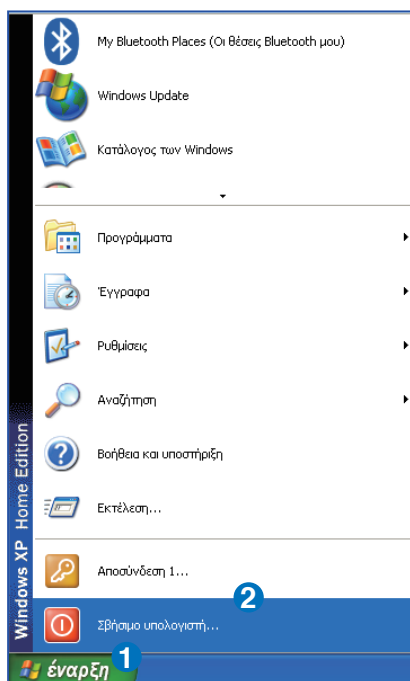 My Bluetooth Places (Οι θέσεις Bluetooth μου)
Windows Update
Κατάλογος των Windows
Προγράμματα
Έγγραφα
Ρυθμίσεις
Αναζήτηση
Βοήθεια και υποστήριξη
Εκτέλεση...
Αποσύνδεση 1...
2
Σβήσιμο υπολογιστή...
Windows XP Home Edition
1
έναρξη